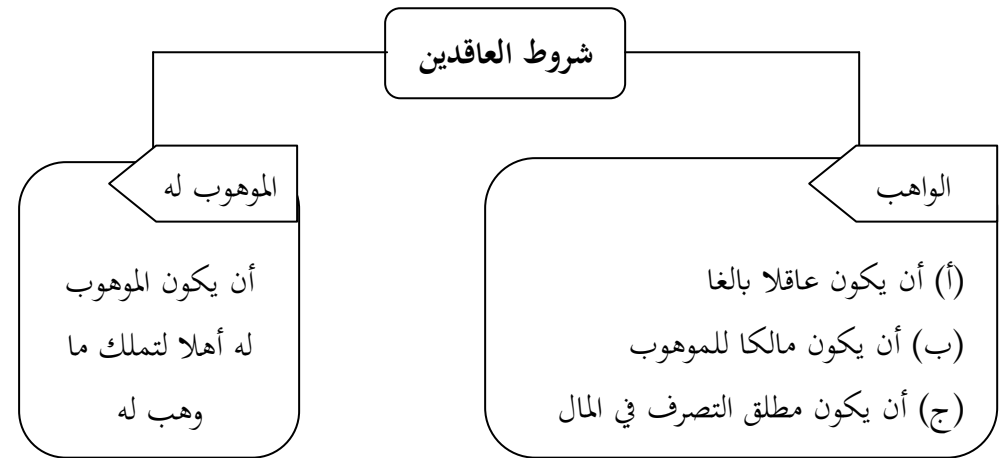 شروط العاقدين
الواهب
(أ) أن يكون عاقلا بالغا
(ب) أن يكون مالكا للموهوب
(ج) أن يكون مطلق التصرف في المال
الموهوب له
أن يكون الموهوب
له أهلا لتملك ما
وهب له